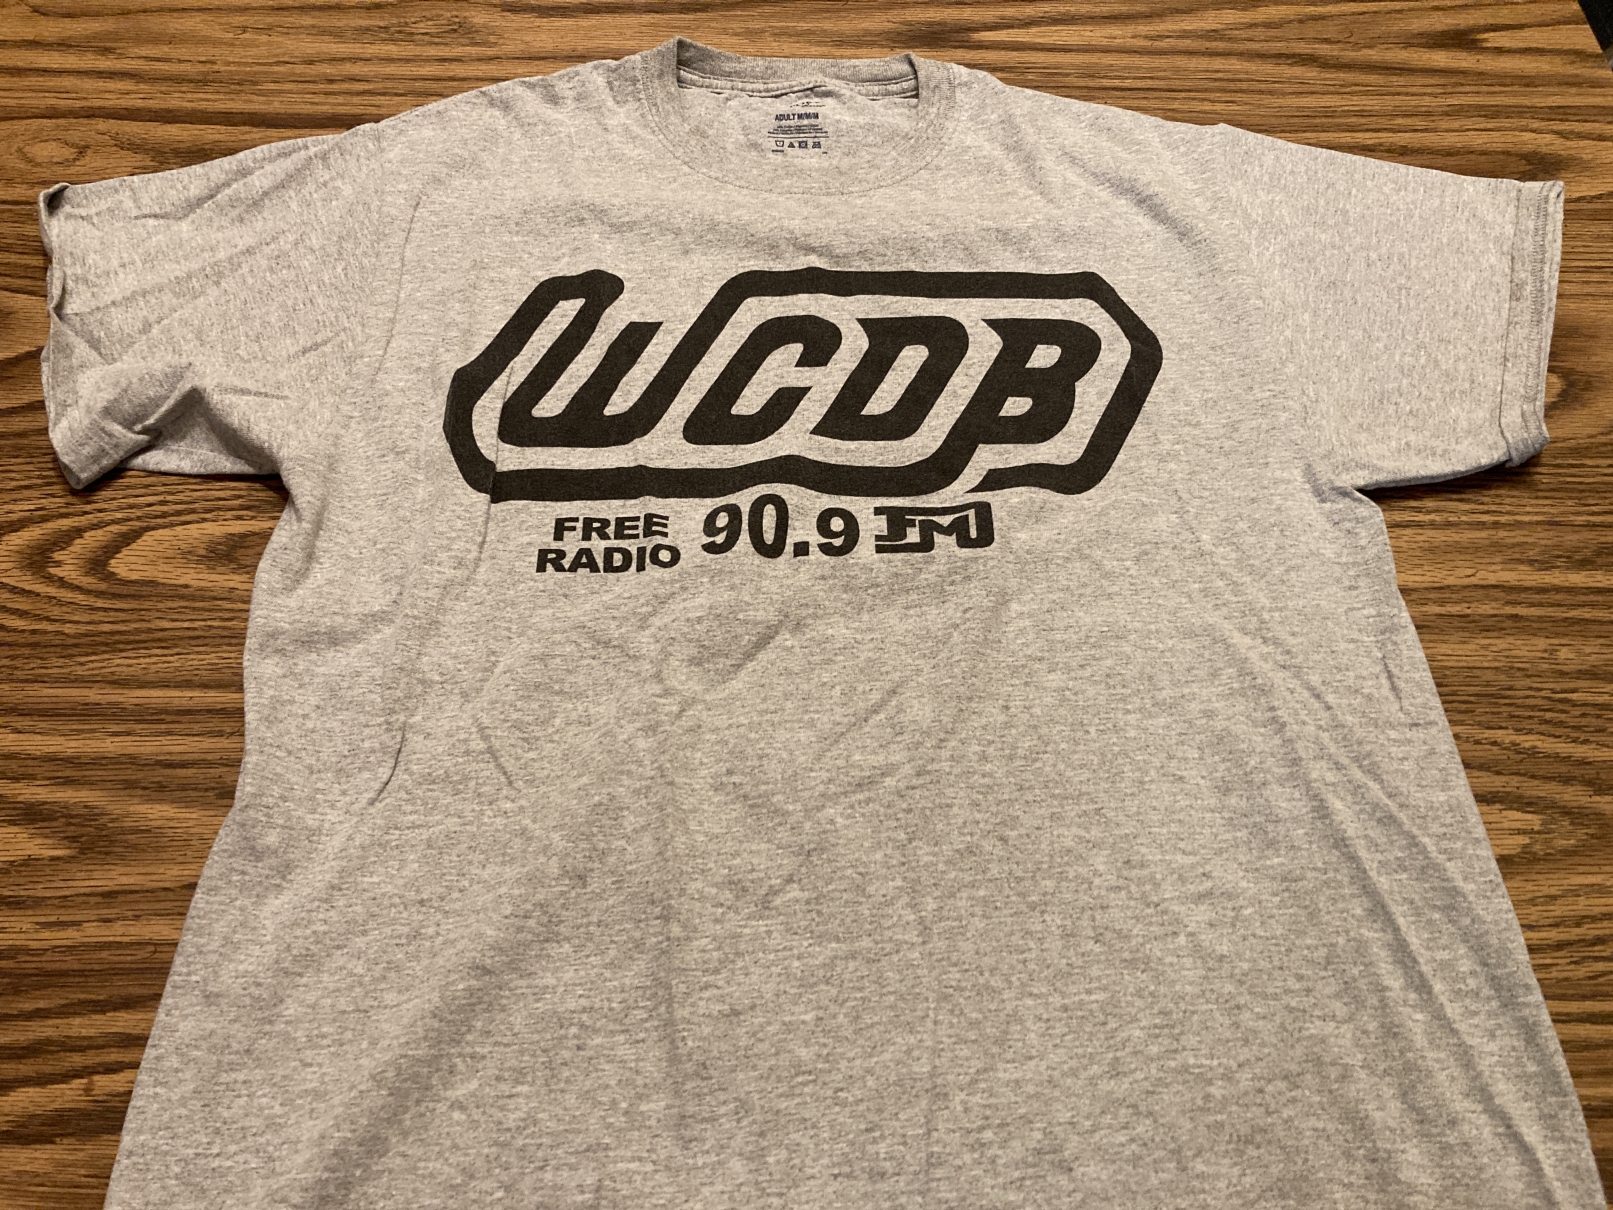 ADULT M/M/M
WCDB
FREE RADIO 90.9 FM